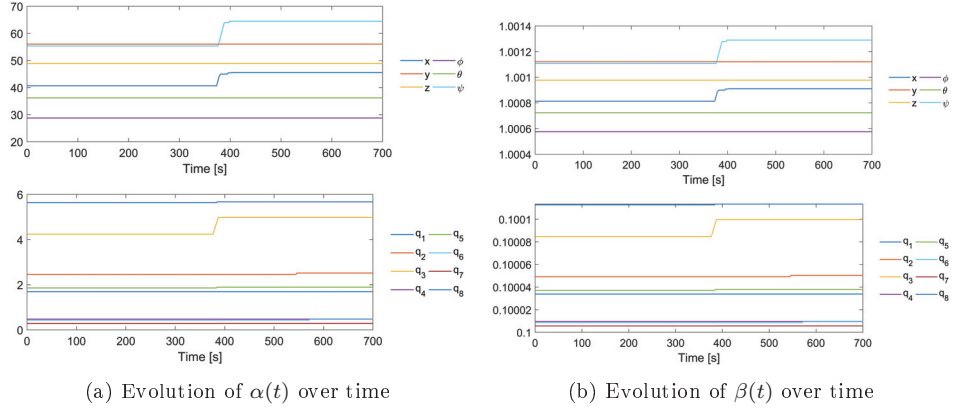 70
60
50
40
30
20
0 100 200 300 400 500 600 700
Time [s]
x ϕ
y θ
z ψ
1.0014
1.0012
1.001
1.0008
1.0006
1.0004
0 100 200 300 400 500 600 700
Time [s]
x ϕ
y θ
z ψ
6
4
2
0
0 100 200 300 400 500 600 700
Time [s]
q1 q5
q2 q6
q3 q7
q4 q8
0.1001
0.10008
0.10006
0.10004
0.10002
0.1
0 100 200 300 400 500 600 700
Time [s]
q1 q5
q2 q6
q3 q7
q4 q8
(a) Evolution of α(t) over time
(b) Evolution of β(t) over time